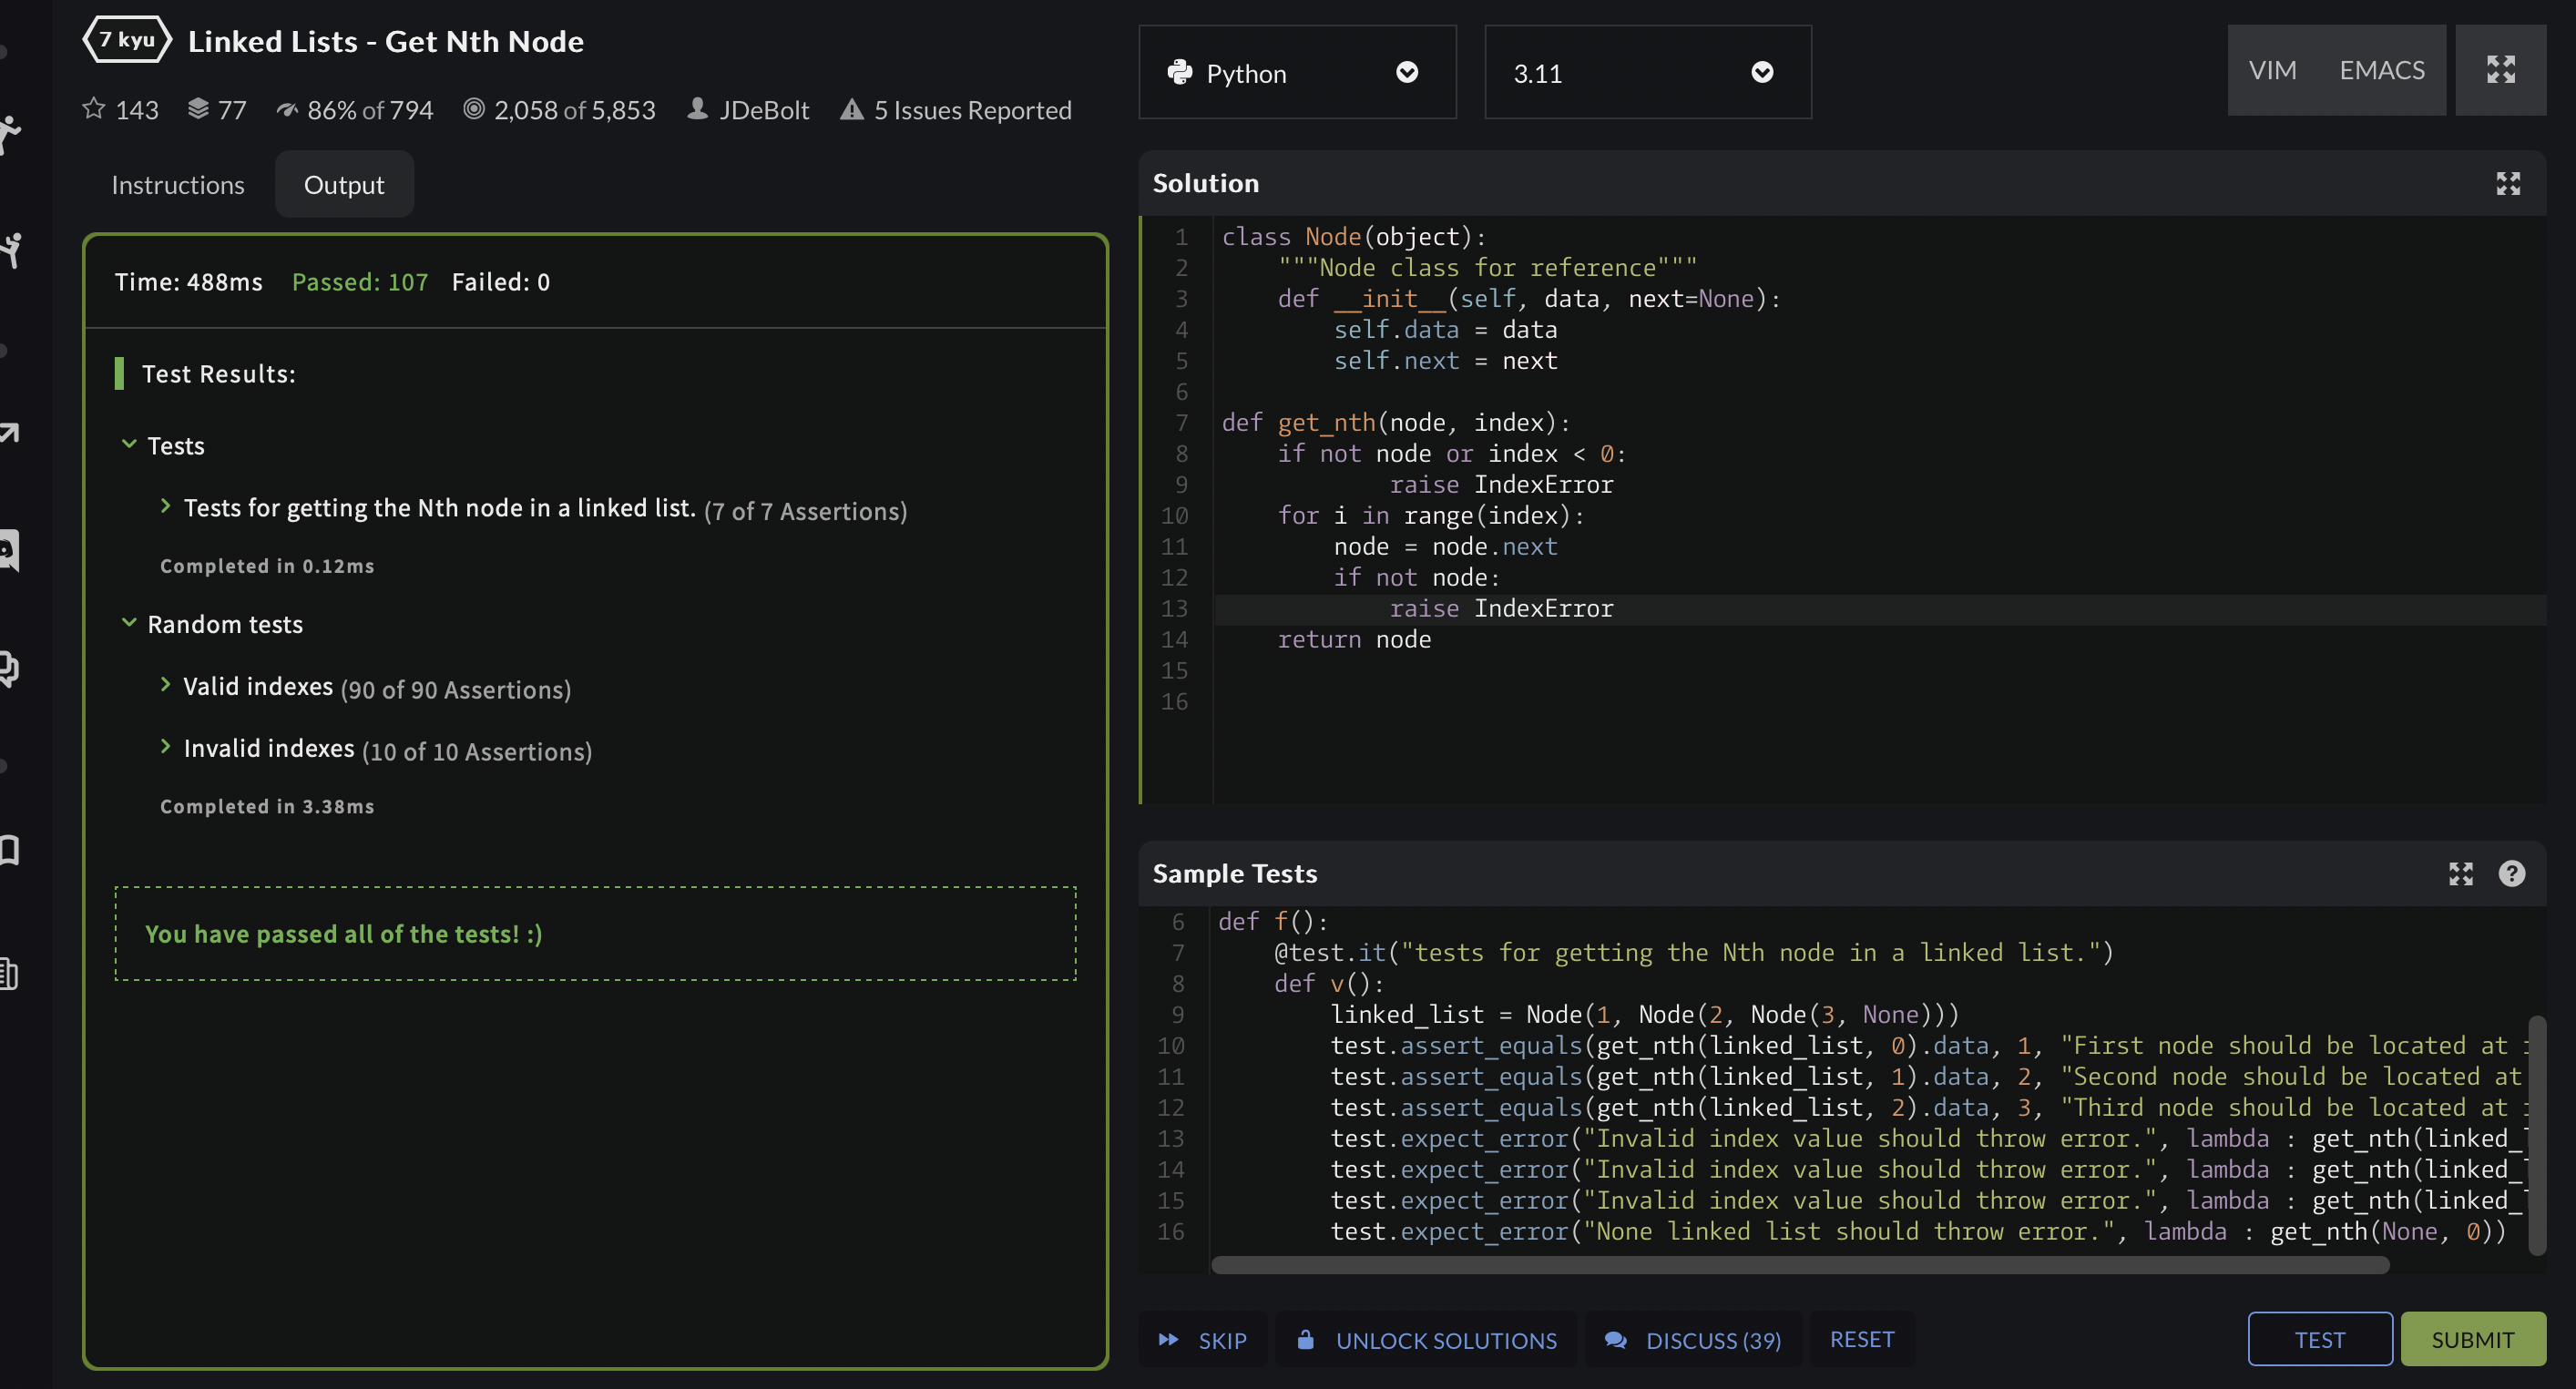 7 kyu
Linked Lists - Get Nth Node
143 77 86% of 794 2,058 of 5,853 JDeBolt 5 Issues Reported
Instructions
Output
Time: 488ms Passed: 107 Failed: 0
Test Results:
Tests
Tests for getting the Nth node in a linked list. (7 of 7 Assertions)
Completed in 0.12ms
Random tests
Valid indexes (90 of 90 Assertions)
Invalid indexes (10 of 10 Assertions)
Completed in 3.38ms
You have passed all of the tests! :)
Python
3.11
VIM
EMACS
Solution
1 class Node(object):
2     """Node class for reference"""
3     def __init__(self, data, next=None):
4         self.data = data
5         self.next = next
6
7 def get_nth(node, index):
8     if not node or index < 0:
9             raise IndexError
10     for i in range(index):
11         node = node.next
12         if not node:
13             raise IndexError
14     return node
15
16
Sample Tests
?
6 def f():
7     @test.it("tests for getting the Nth node in a linked list.")
8     def v():
9         linked_list = Node(1, Node(2, Node(3, None)))
10         test.assert_equals(get_nth(linked_list, 0).data, 1, "First node should be located at
11         test.assert_equals(get_nth(linked_list, 1).data, 2, "Second node should be located at
12         test.assert_equals(get_nth(linked_list, 2).data, 3, "Third node should be located at
13         test.expect_error("Invalid index value should throw error.", lambda : get_nth(linked_
14         test.expect_error("Invalid index value should throw error.", lambda : get_nth(linked_
15         test.expect_error("Invalid index value should throw error.", lambda : get_nth(linked_
16         test.expect_error("None linked list should throw error.", lambda : get_nth(None, 0))
SKIP
UNLOCK SOLUTIONS
DISCUSS (39)
RESET
TEST
SUBMIT